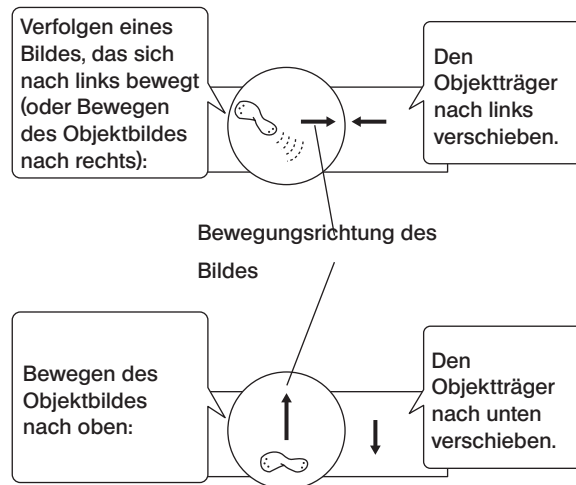 Verfolgen eines
Bildes, das sich
nach links bewegt
(oder Bewegen
des Objektbildes
nach rechts):
Den
Objektträger
nach links
verschieben.
Bewegungsrichtung des
Bildes
Bewegen des
Objektbildes
nach oben:
Den
Objektträger
nach unten
verschieben.